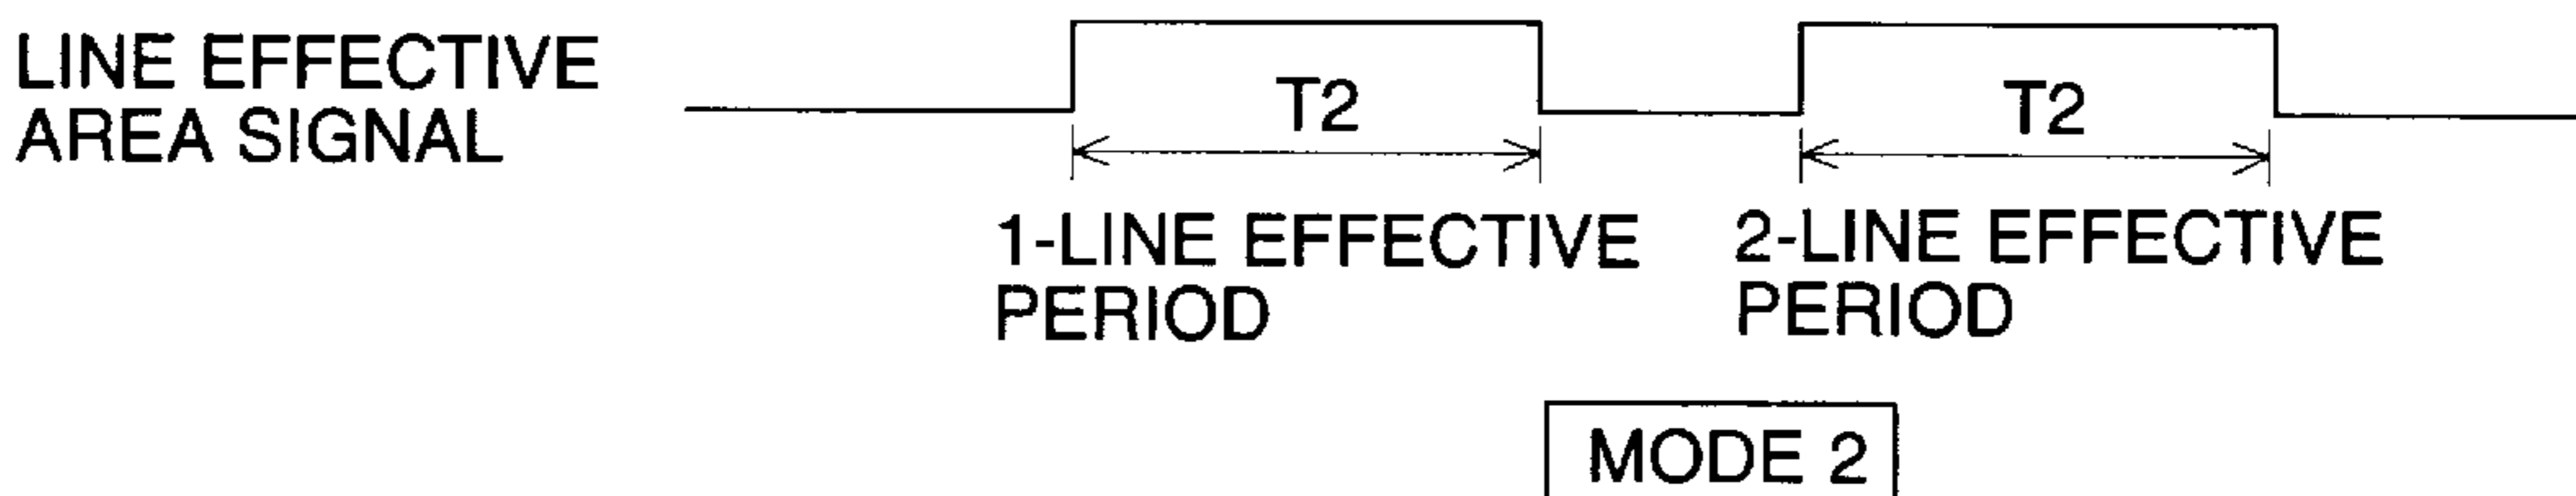 LINE EFFECTIVE
AREA SIGNAL
T2
T2
1-LINE EFFECTIVE
PERIOD
2-LINE EFFECTIVE
PERIOD
MODE 2